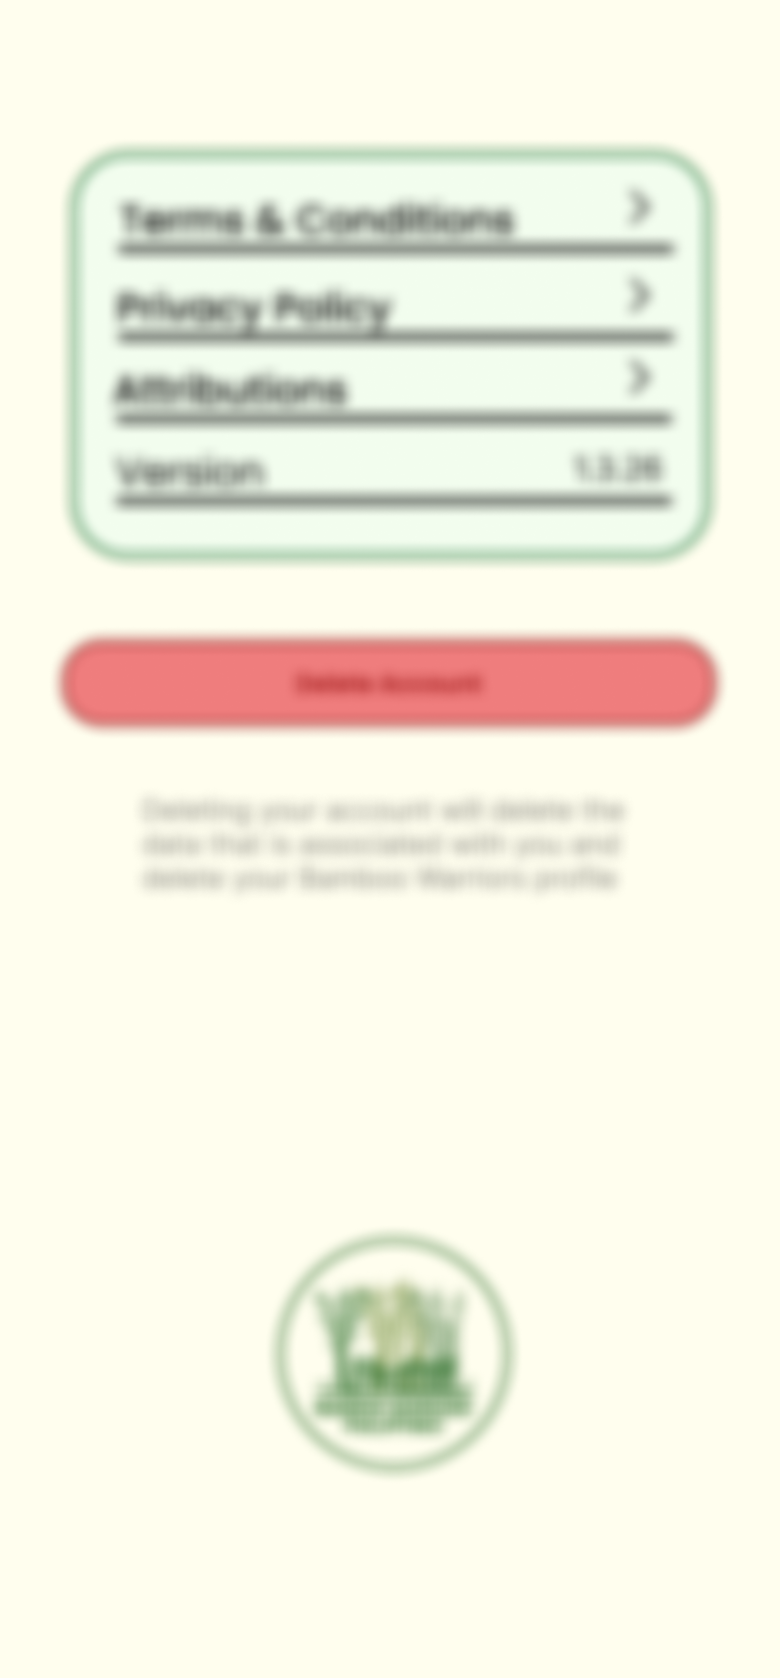 Terms & Conditions
Privacy Policy
Attributions
Version 1.3.26
Delete Account
Deleting your account will delete the
data that is associated with you and
delete your Bamboo Warriors profile